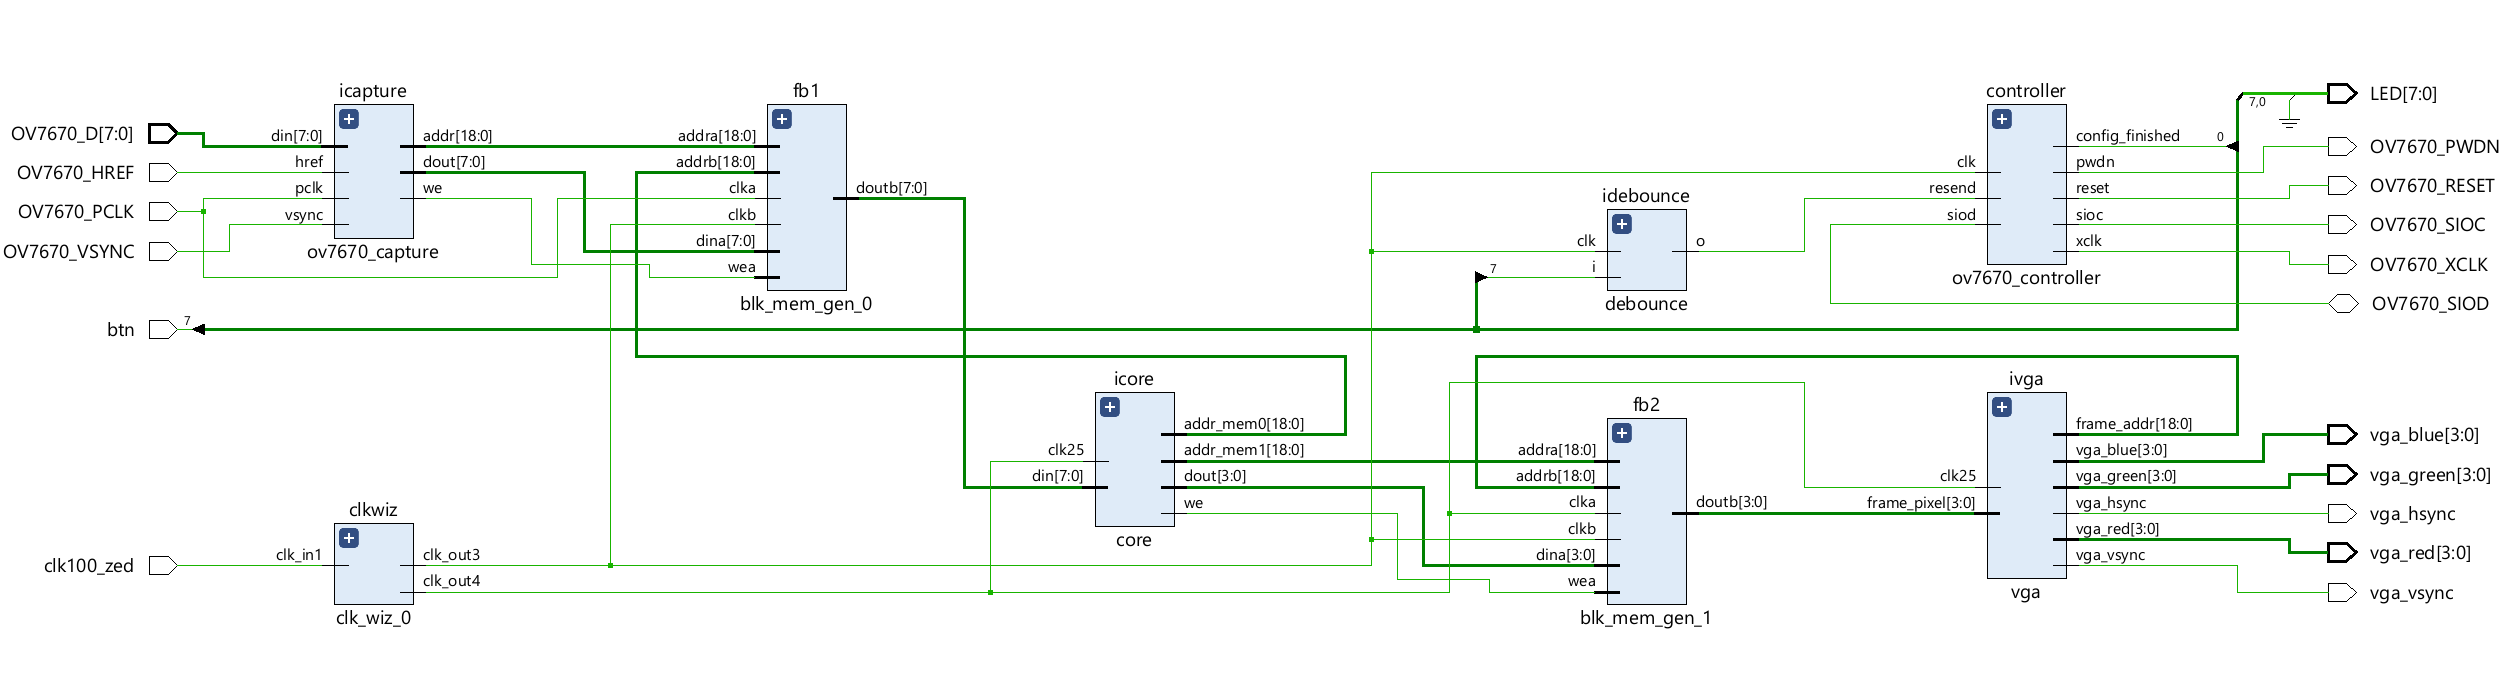 OV7670_D[7:0]
OV7670_HREF
OV7670_PCLK
OV7670_VSYNC
btn
7
clk100_zed
icapture
din[7:0]
href
pclk
vsync
addr[18:0]
dout[7:0]
we
ov7670_capture
fb1
addra[18:0]
addrb[18:0]
clka
clkb
dina[7:0]
wea
doutb[7:0]
blk_mem_gen_0
clkwiz
clk_in1
clk_out3
clk_out4
clk_wiz_0
icore
clk25
din[7:0]
addr_mem0[18:0]
addr_mem1[18:0]
dout[3:0]
we
core
idebounce
clk
i
7
o
debounce
fb2
addra[18:0]
addrb[18:0]
clka
clkb
dina[3:0]
wea
doutb[3:0]
blk_mem_gen_1
controller
clk
resend
siod
config_finished
0
pwdn
reset
sioc
xclk
ov7670_controller
ivga
clk25
frame_pixel[3:0]
frame_addr[18:0]
vga_blue[3:0]
vga_green[3:0]
vga_hsync
vga_red[3:0]
vga_vsync
vga
7,0
LED[7:0]
OV7670_PWDN
OV7670_RESET
OV7670_SIOC
OV7670_XCLK
OV7670_SIOD
vga_blue[3:0]
vga_green[3:0]
vga_hsync
vga_red[3:0]
vga_vsync